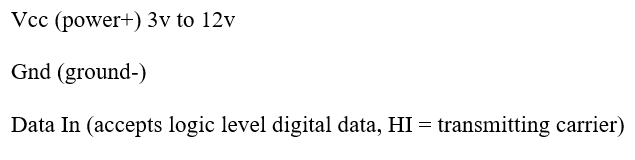 Vcc (power+) 3v to 12v
Gnd (ground-)
Data In (accepts logic level digital data, HI = transmitting carrier)